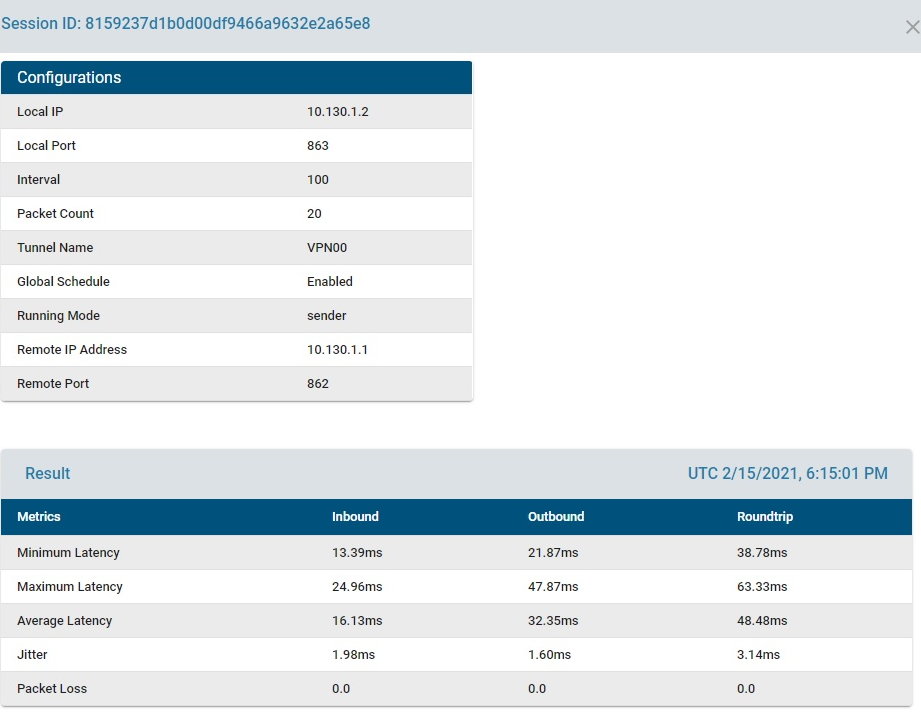 Session ID: 8159237d1b0d00df9466a9632e2a65e8
Configurations
Local IP 10.130.1.2
Local Port 863
Interval 100
Packet Count 20
Tunnel Name VPN00
Global Schedule Enabled
Running Mode sender
Remote IP Address 10.130.1.1
Remote Port 862
Result UTC 2/15/2021, 6:15:01 PM
Metrics Inbound Outbound Roundtrip
Minimum Latency 13.39ms 21.87ms 38.78ms
Maximum Latency 24.96ms 47.87ms 63.33ms
Average Latency 16.13ms 32.35ms 48.48ms
Jitter 1.98ms 1.60ms 3.14ms
Packet Loss 0.0 0.0 0.0